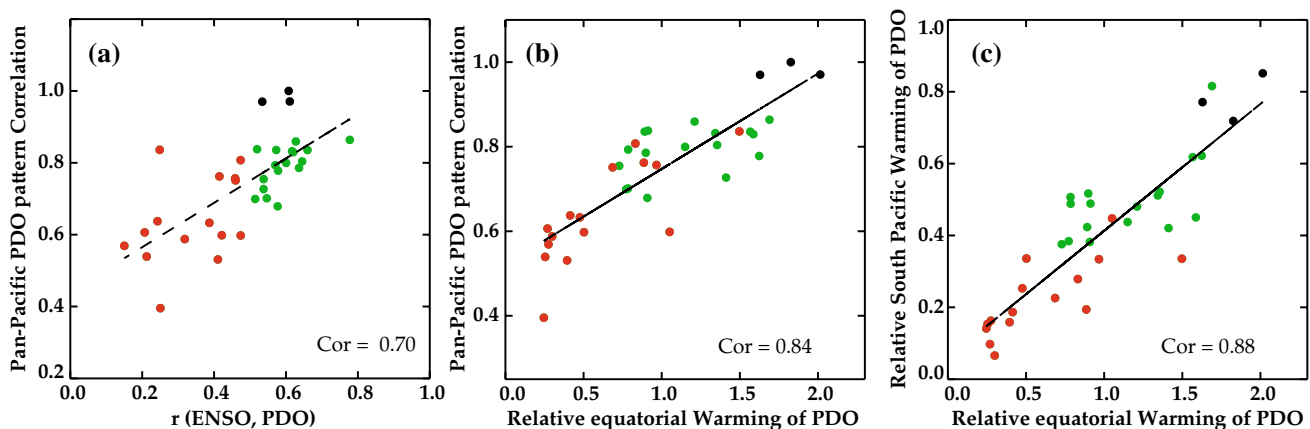 (a)
Pan-Pacific PDO pattern Correlation
1.0
0.8
0.6
0.4
0.2
0.0 0.2 0.4 0.6 0.8 1.0
r (ENSO, PDO)
Cor = 0.70
(b)
Pan-Pacific PDO pattern Correlation
1.0
0.8
0.6
0.4
0.0 0.5 1.0 1.5 2.0
Relative equatorial Warming of PDO
Cor = 0.84
(c)
Relative South Pacific Warming of PDO
1.0
0.8
0.6
0.4
0.2
0.0
0.0 0.5 1.0 1.5 2.0
Relative equatorial Warming of PDO
Cor = 0.88